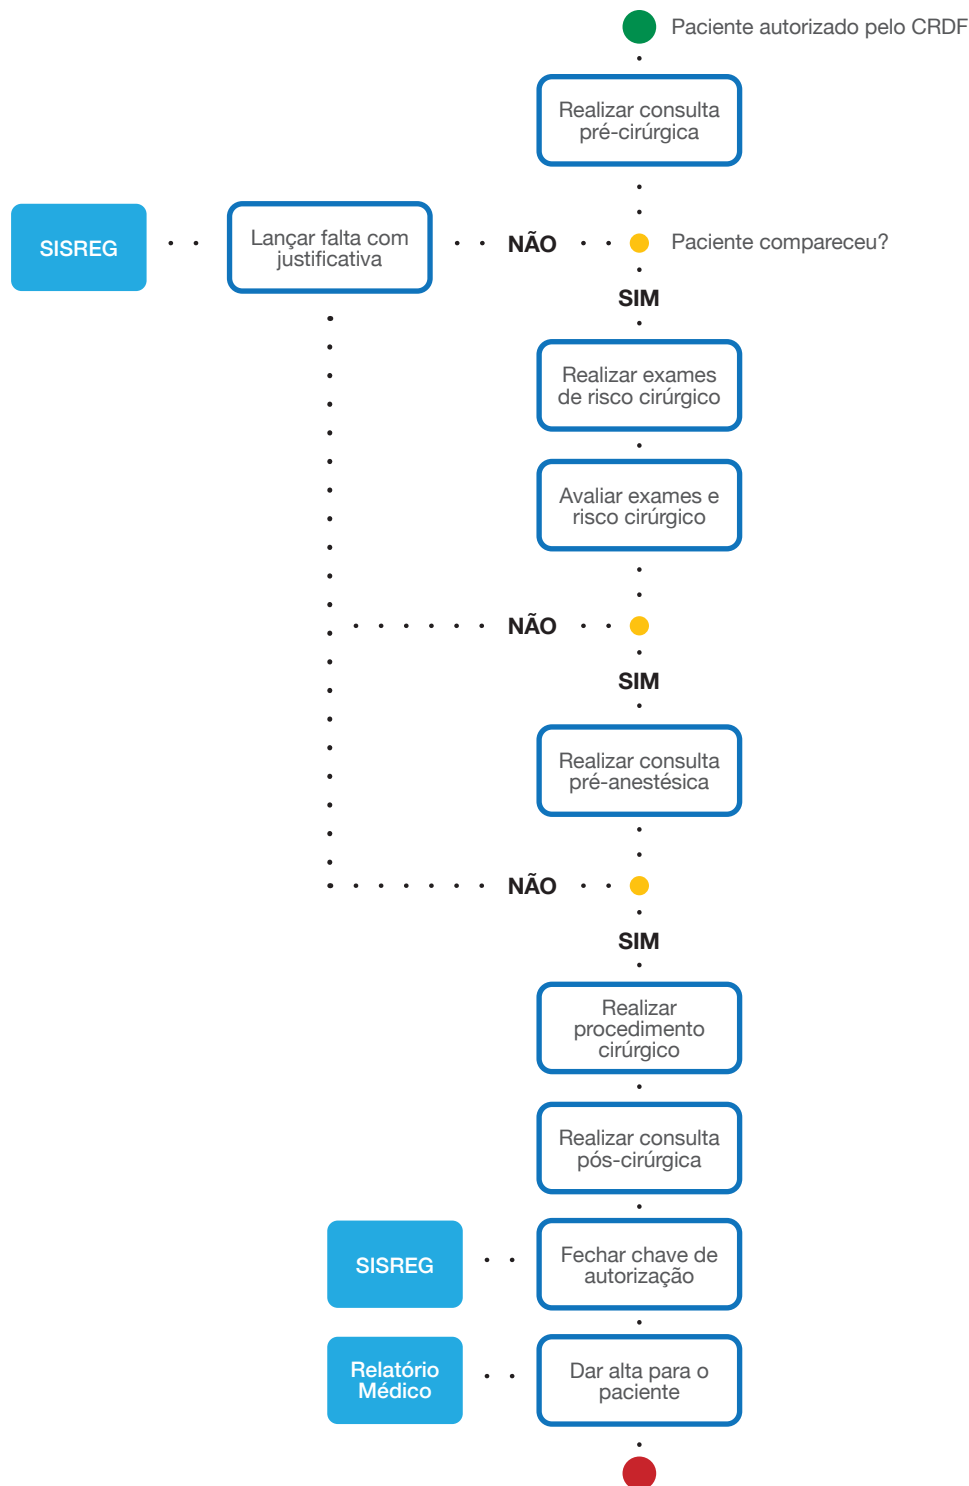 Paciente autorizado pelo CRDF
Realizar consulta
pré-cirúrgica
SISREG
Lançar falta com
justificativa
NÃO
Paciente compareceu?
SIM
Realizar exames
de risco cirúrgico
Avaliar exames e
risco cirúrgico
NÃO
SIM
Realizar consulta
pré-anestésica
NÃO
SIM
Realizar
procedimento
cirúrgico
Realizar consulta
pós-cirúrgica
SISREG
Fechar chave de
autorização
Relatório
Médico
Dar alta para o
paciente